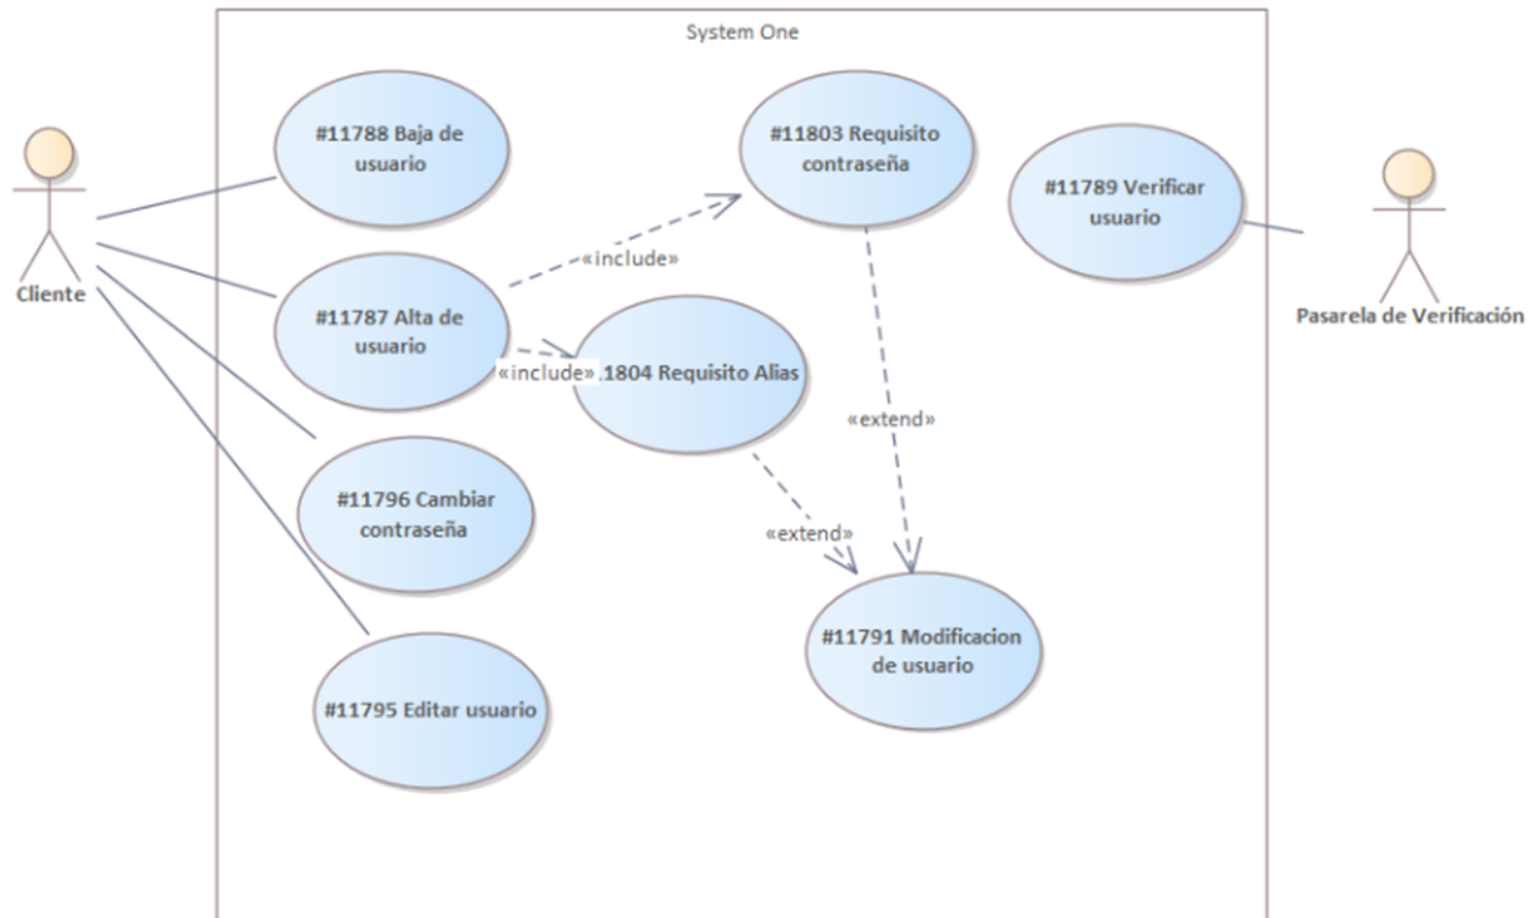 System One
#11788 Baja de
usuario
#11803 Requisito
contraseña
#11789 Verificar
usuario
Cliente
«include»
Pasarela de Verificación
#11787 Alta de
usuario
«include»
.1804 Requisito Alias
«extend»
#11796 Cambiar
contraseña
«extend»
#11791 Modificacion
de usuario
#11795 Editar usuario